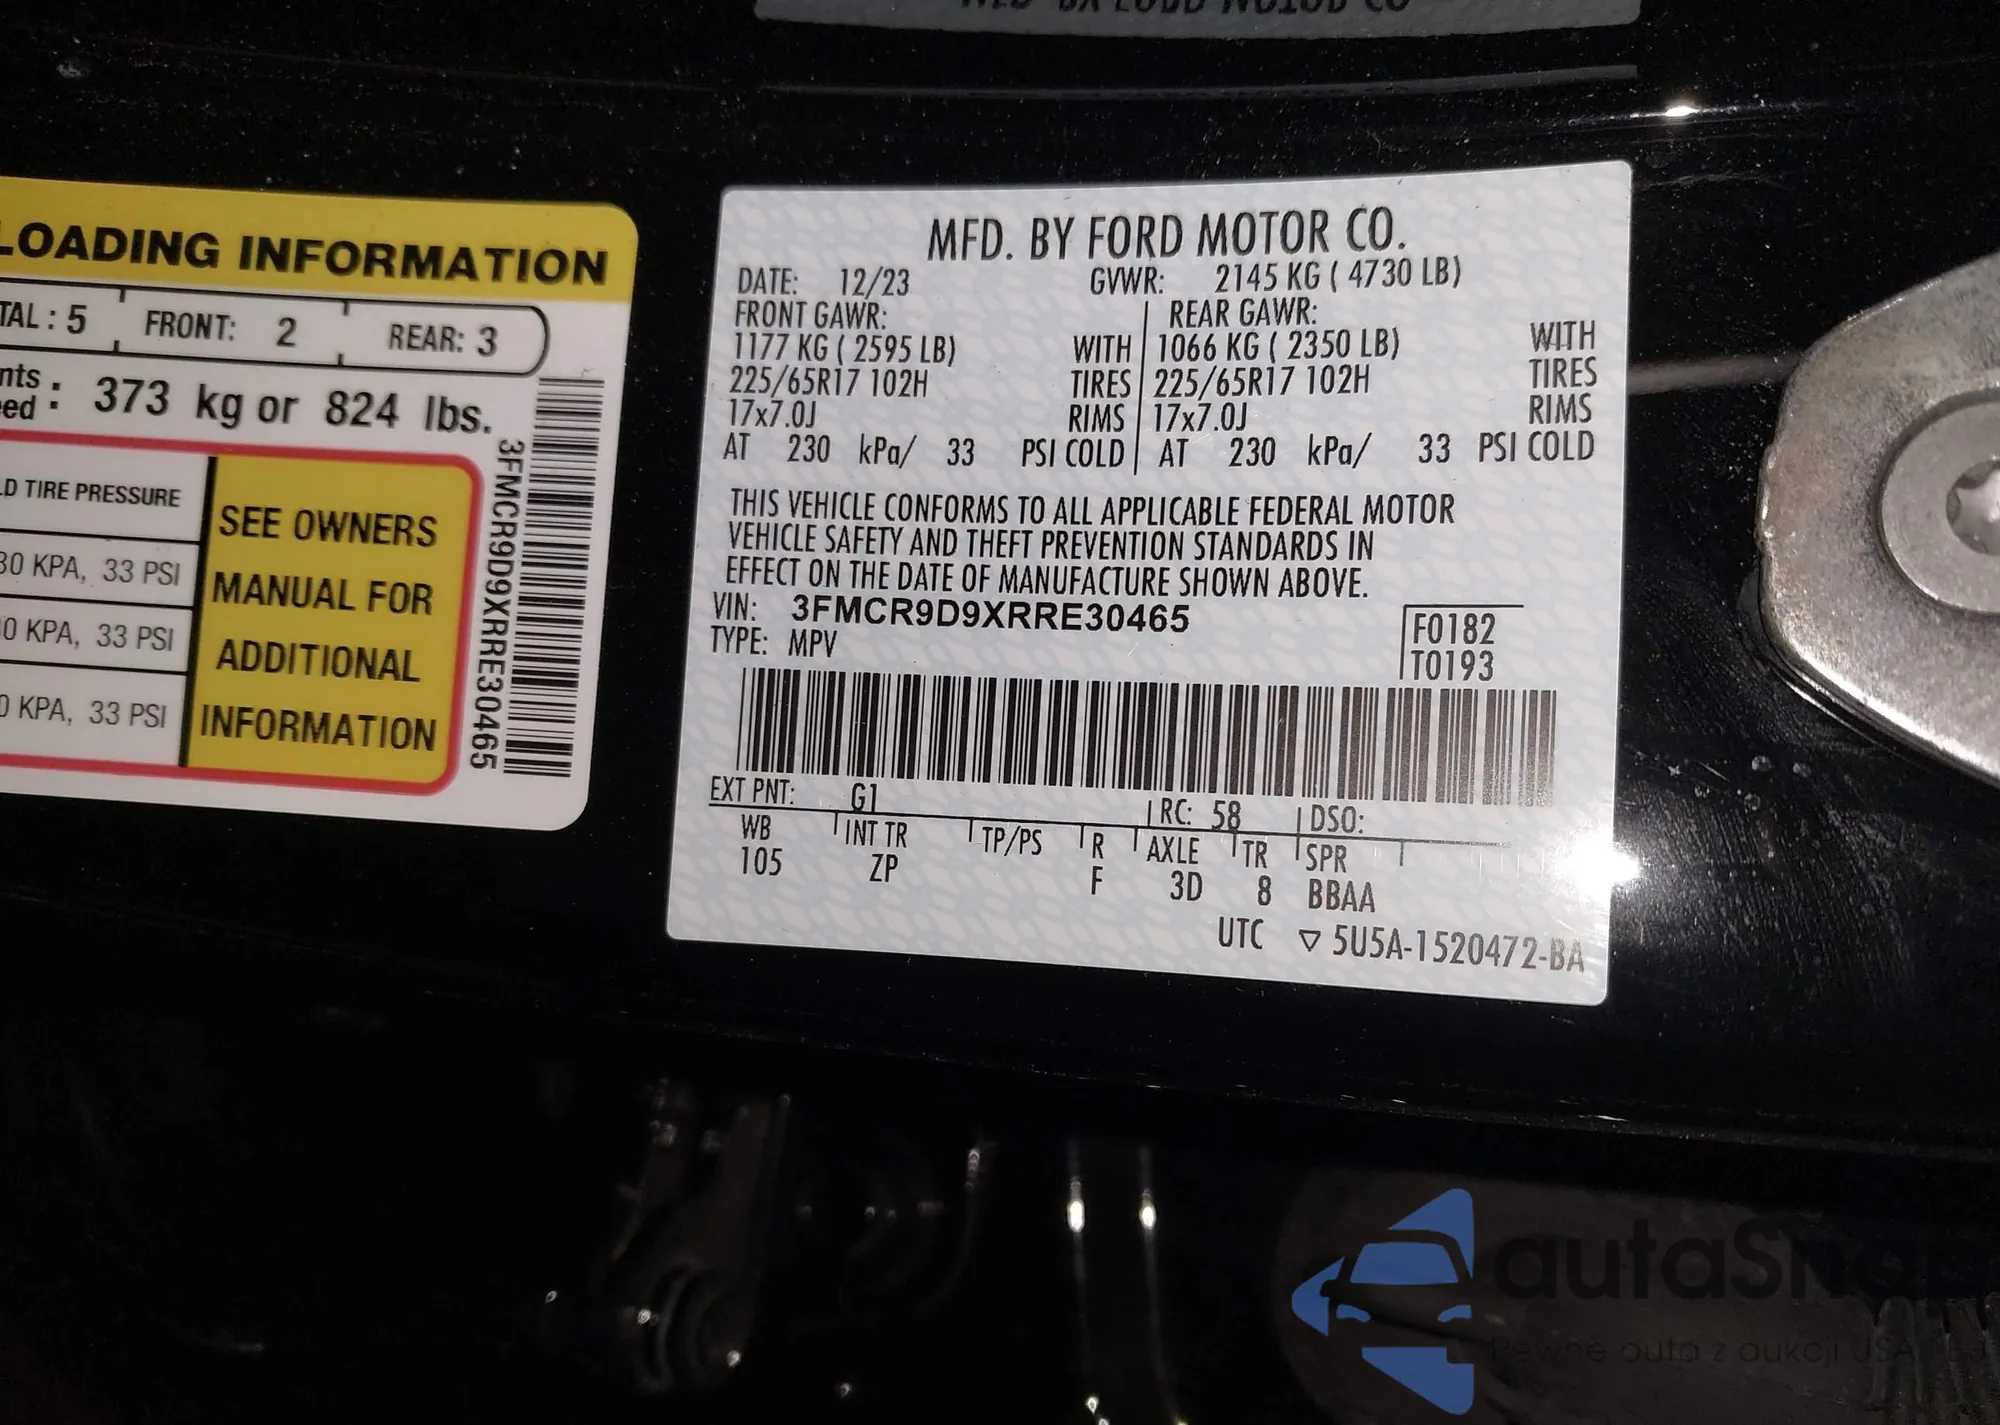 LOADING INFORMATION
TAL : 5 FRONT: 2 REAR: 3
nts
ed : 373 kg or 824 lbs.
D TIRE PRESSURE
30 KPA, 33 PSI
0 KPA, 33 PSI
0 KPA, 33 PSI
SEE OWNERS
MANUAL FOR
ADDITIONAL
INFORMATION
3FMCR9D9XRRE30465
MFD. BY FORD MOTOR CO.
DATE: 12/23 GVWR: 2145 KG ( 4730 LB)
FRONT GAWR: REAR GAWR:
1177 KG ( 2595 LB) WITH 1066 KG ( 2350 LB) WITH
225/65R17 102H TIRES 225/65R17 102H TIRES
17x7.0J RIMS 17x7.0J RIMS
AT 230 kPa/ 33 PSI COLD AT 230 kPa/ 33 PSI COLD
THIS VEHICLE CONFORMS TO ALL APPLICABLE FEDERAL MOTOR
VEHICLE SAFETY AND THEFT PREVENTION STANDARDS IN
EFFECT ON THE DATE OF MANUFACTURE SHOWN ABOVE.
VIN: 3FMCR9D9XRRE30465 F0182
TYPE: MPV T0193
EXT PNT: G1 RC: 58 DSO:
WB INT TR TP/PS R AXLE TR SPR
105 ZP F 3D 8 BBAA
UTC ▽ 5U5A-1520472-BA
autaShop
Pewne auta z aukcji USA,